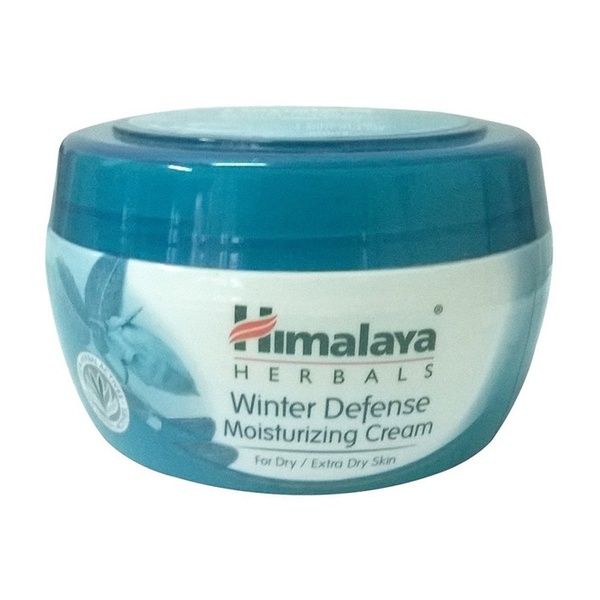 Himalaya®
HERBALS
Winter Defense
Moisturizing Cream
For Dry / Extra Dry Skin